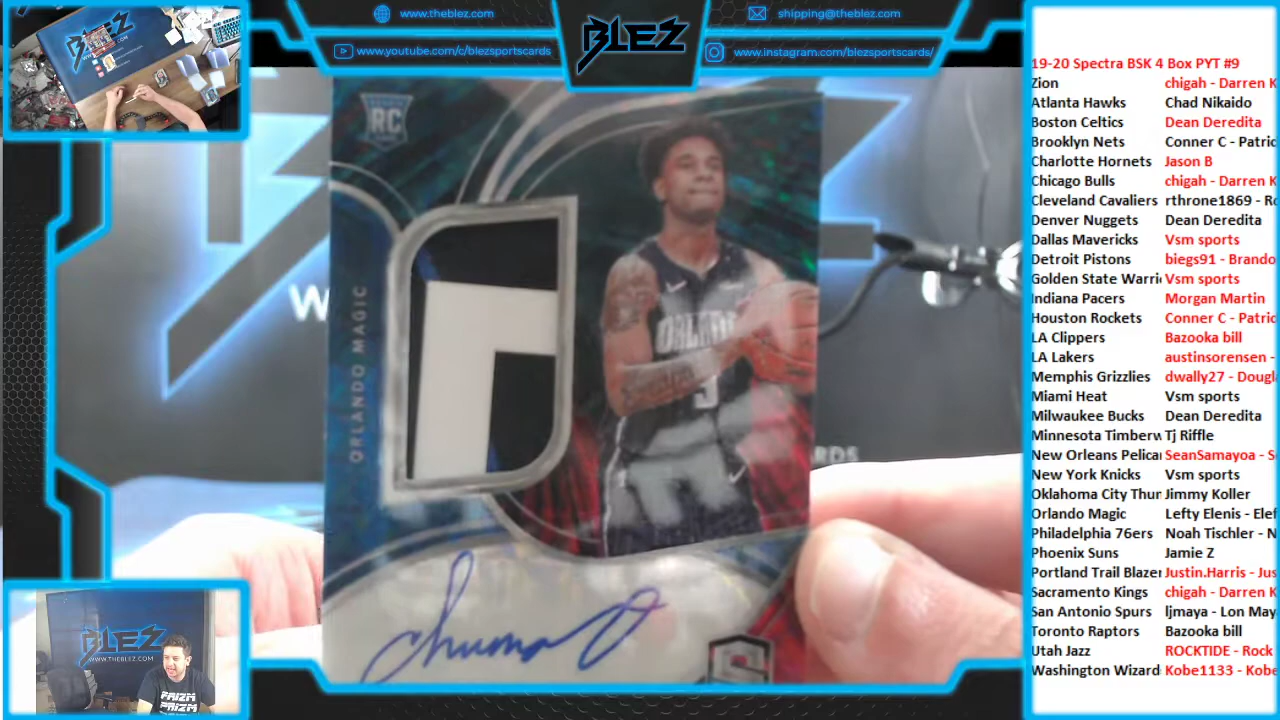 www.theblez.com
www.youtube.com/c/blezsportscards
BLEZ
shipping@theblez.com
www.instagram.com/blezsportscards/
19-20 Spectra BSK 4 Box PYT #9
Zion chigah - Darren K
Atlanta Hawks Chad Nikaido
Boston Celtics Dean Deredita
Brooklyn Nets Conner C - Patric
Charlotte Hornets Jason B
Chicago Bulls chigah - Darren K
Cleveland Cavaliers rthrone1869 - Ro
Denver Nuggets Dean Deredita
Dallas Mavericks Vsm sports
Detroit Pistons biegs91 - Brando
Golden State Warri Vsm sports
Indiana Pacers Morgan Martin
Houston Rockets Conner C - Patric
LA Clippers Bazooka bill
LA Lakers austinsorensen -
Memphis Grizzlies dwally27 - Dougl
Miami Heat Vsm sports
Milwaukee Bucks Dean Deredita
Minnesota Timberw Tj Riffle
New Orleans Pelica SeanSamayoa - S
New York Knicks Vsm sports
Oklahoma City Thur Jimmy Koller
Orlando Magic Lefty Elenis - Elef
Philadelphia 76ers Noah Tischler - N
Phoenix Suns Jamie Z
Portland Trail Blazer Justin.Harris - Jus
Sacramento Kings chigah - Darren K
San Antonio Spurs ljmaya - Lon May
Toronto Raptors Bazooka bill
Utah Jazz ROCKTIDE - Rock
Washington Wizard Kobe1133 - Kobe
RC
ORLANDO MAGIC
ORLANDO
W
ARDS
S
BLEZ
WWW.THEBLEZ.COM
PRIZM
PRIZM